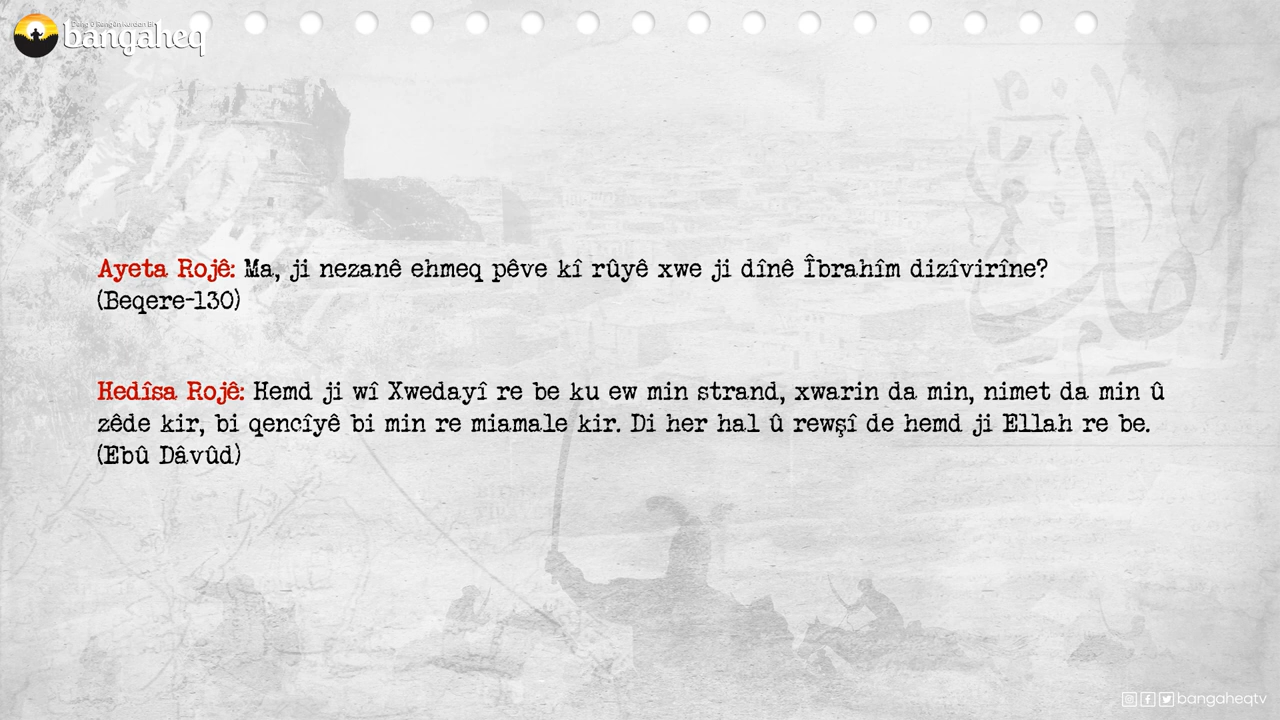 Deng û Rengên Kurdan E!
bangaheq
Ayeta Rojê: Ma, ji nezanê ehmeq pêve kî rûyê xwe ji dînê Îbrahîm dizîvirîne?
(Beqere-130)
Hedîsa Rojê: Hemd ji wî Xwedayî re be ku ew min strand, xwarin da min, nimet da min û
zêde kir, bi qencîyê bi min re miamale kir. Di her hal û rewşî de hemd ji Ellah re be.
(Ebû Dâvûd)
bangaheqtv